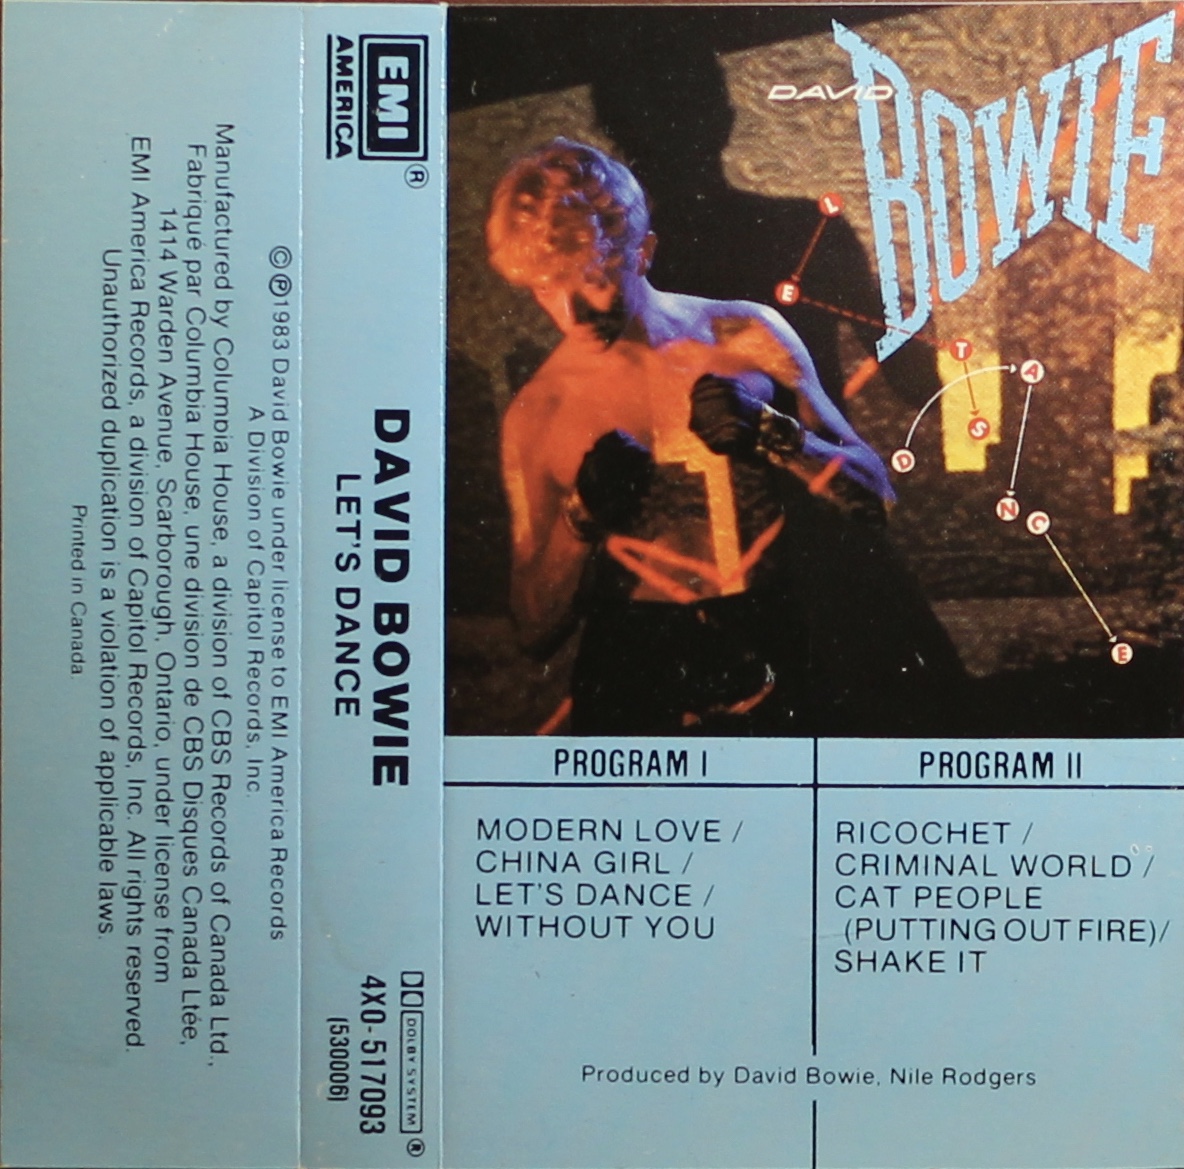 DAVID
BOWIE
L
E
T
S
D
A
N
C
E
PROGRAM I
MODERN LOVE /
CHINA GIRL /
LET'S DANCE /
WITHOUT YOU
PROGRAM II
RICOCHET /
CRIMINAL WORLD /
CAT PEOPLE
(PUTTING OUT FIRE)/
SHAKE IT
Produced by David Bowie, Nile Rodgers
EMI ®
AMERICA
DAVID BOWIE
LET'S DANCE
DOLBY SYSTEM ®
4XO-517093
(530006)
©℗1983 David Bowie under license to EMI America Records
A Division of Capitol Records, Inc.
Manufactured by Columbia House, a division of CBS Records of Canada Ltd.,
Fabriqué par Columbia House, une division de CBS Disques Canada Ltée,
1414 Warden Avenue, Scarborough, Ontario, under license from
EMI America Records, a division of Capitol Records, Inc. All rights reserved.
Unauthorized duplication is a violation of applicable laws.
Printed in Canada.